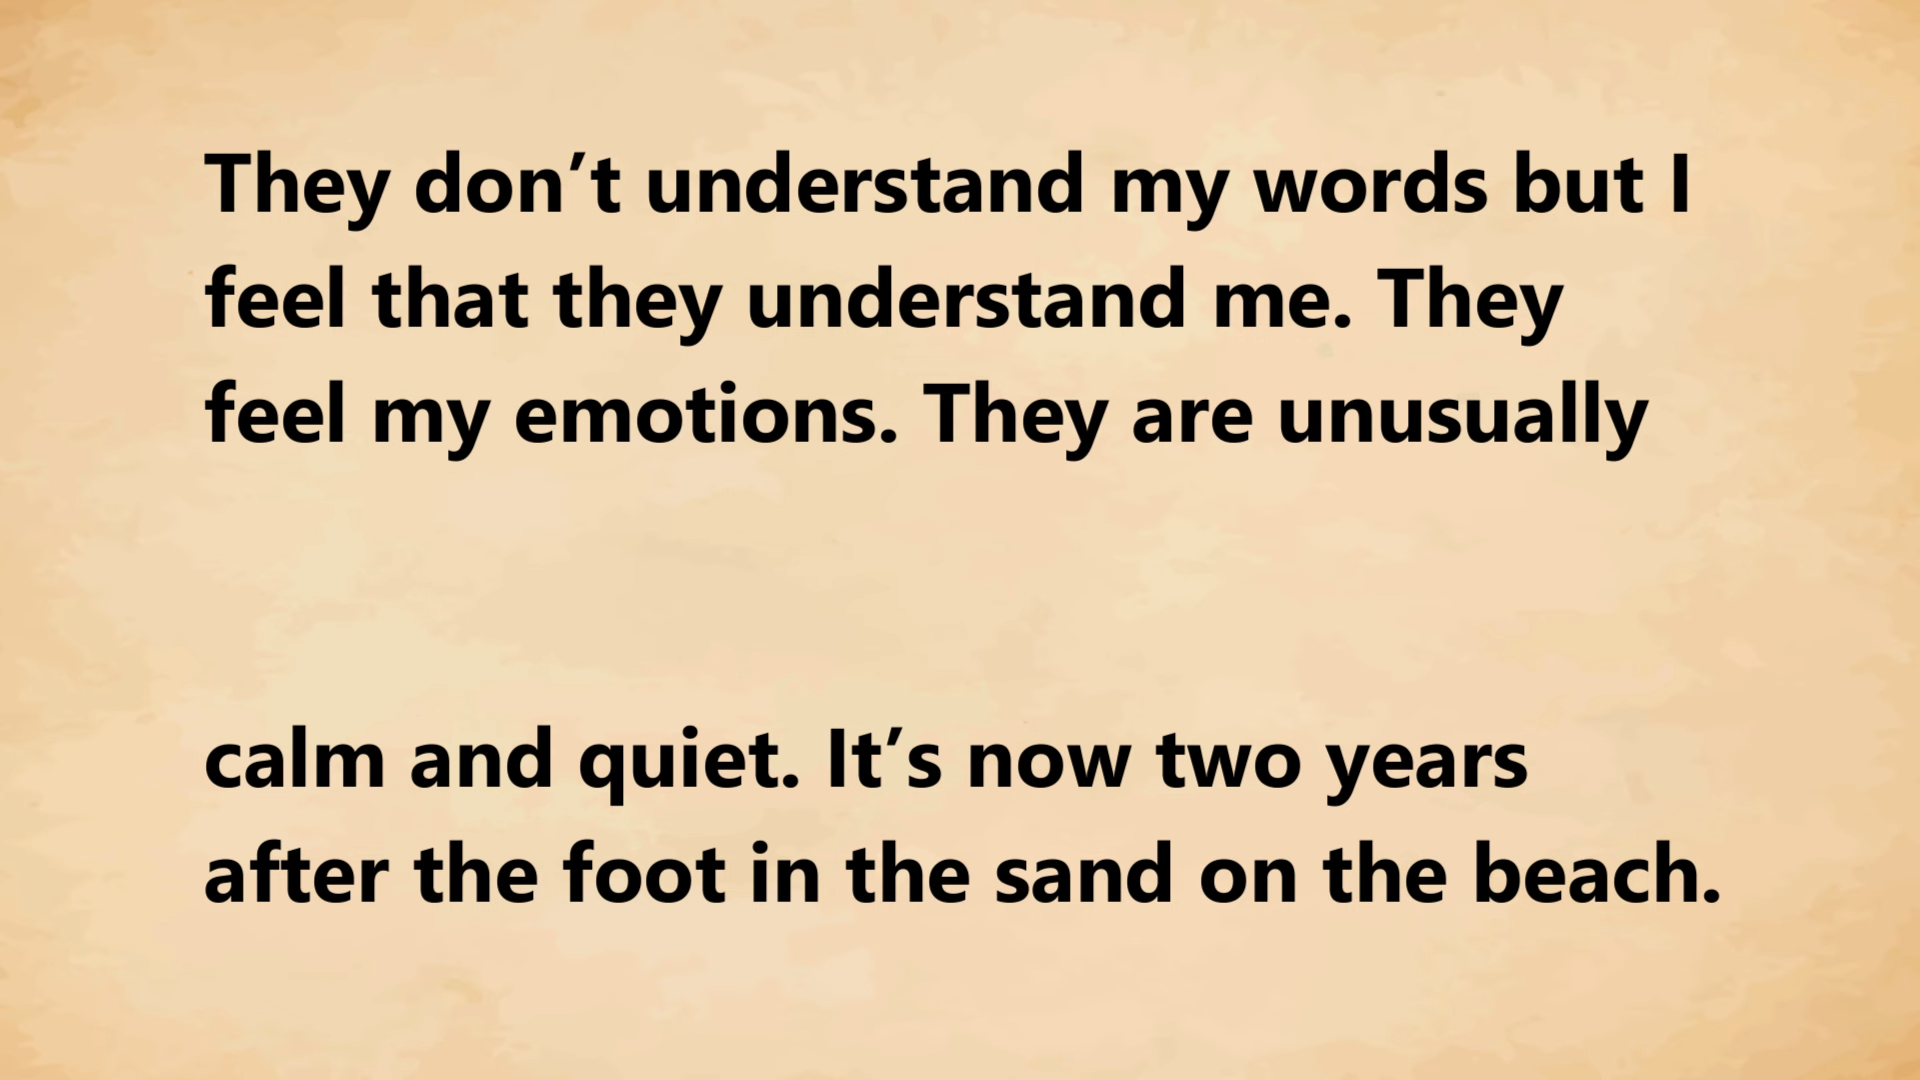 They don’t understand my words but I
feel that they understand me. They
feel my emotions. They are unusually
calm and quiet. It’s now two years
after the foot in the sand on the beach.